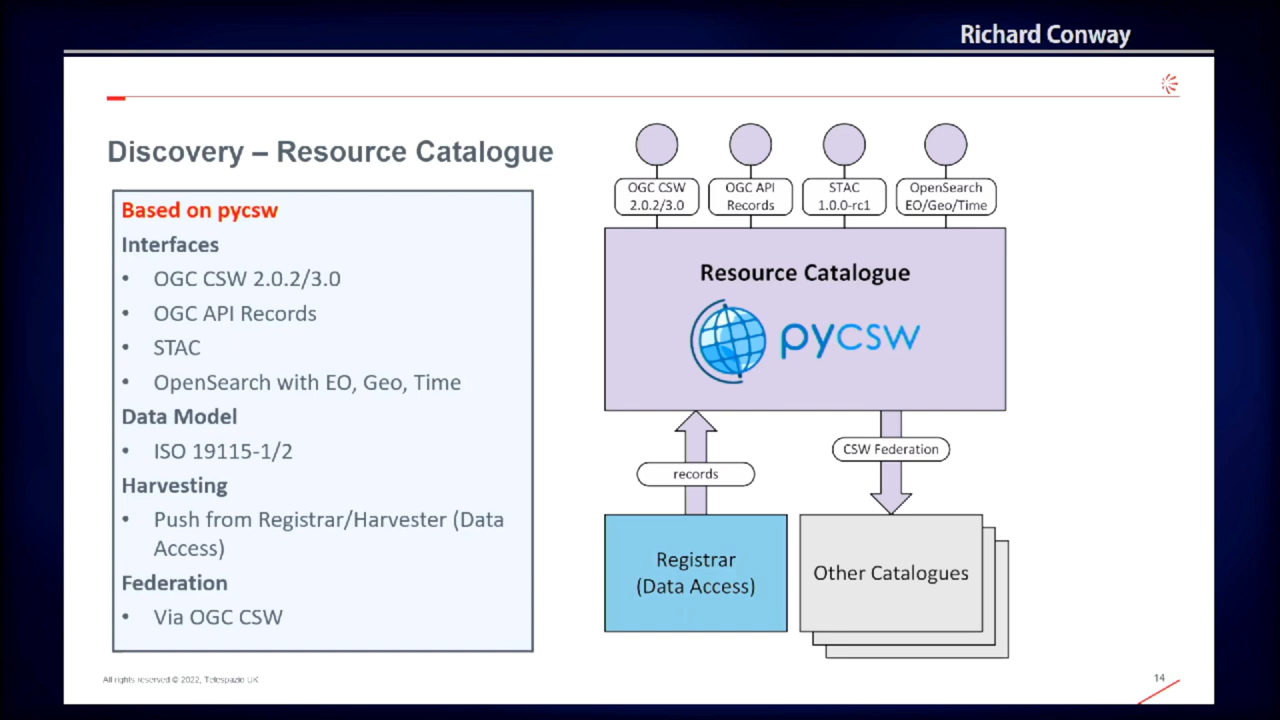 Richard Conway
Discovery – Resource Catalogue
Based on pycsw
Interfaces
• OGC CSW 2.0.2/3.0
• OGC API Records
• STAC
• OpenSearch with EO, Geo, Time
Data Model
• ISO 19115-1/2
Harvesting
• Push from Registrar/Harvester (Data
Access)
Federation
• Via OGC CSW
OGC CSW
2.0.2/3.0
OGC API
Records
STAC
1.0.0-rc1
OpenSearch
EO/Geo/Time
Resource Catalogue
pycsw
records
CSW Federation
Registrar
(Data Access)
Other Catalogues
All rights reserved © 2022, Telespazio UK
14